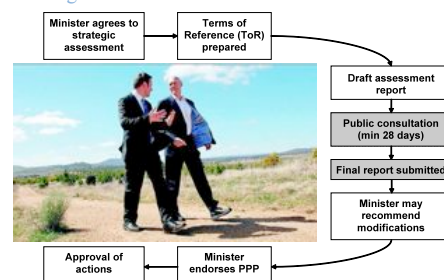 Minister agrees to
strategic
assessment
Terms of
Reference (ToR)
prepared
Draft assessment
report
Public consultation
(min 28 days)
Final report submitted
Minister may
recommend
modifications
Minister
endorses PPP
Approval of
actions